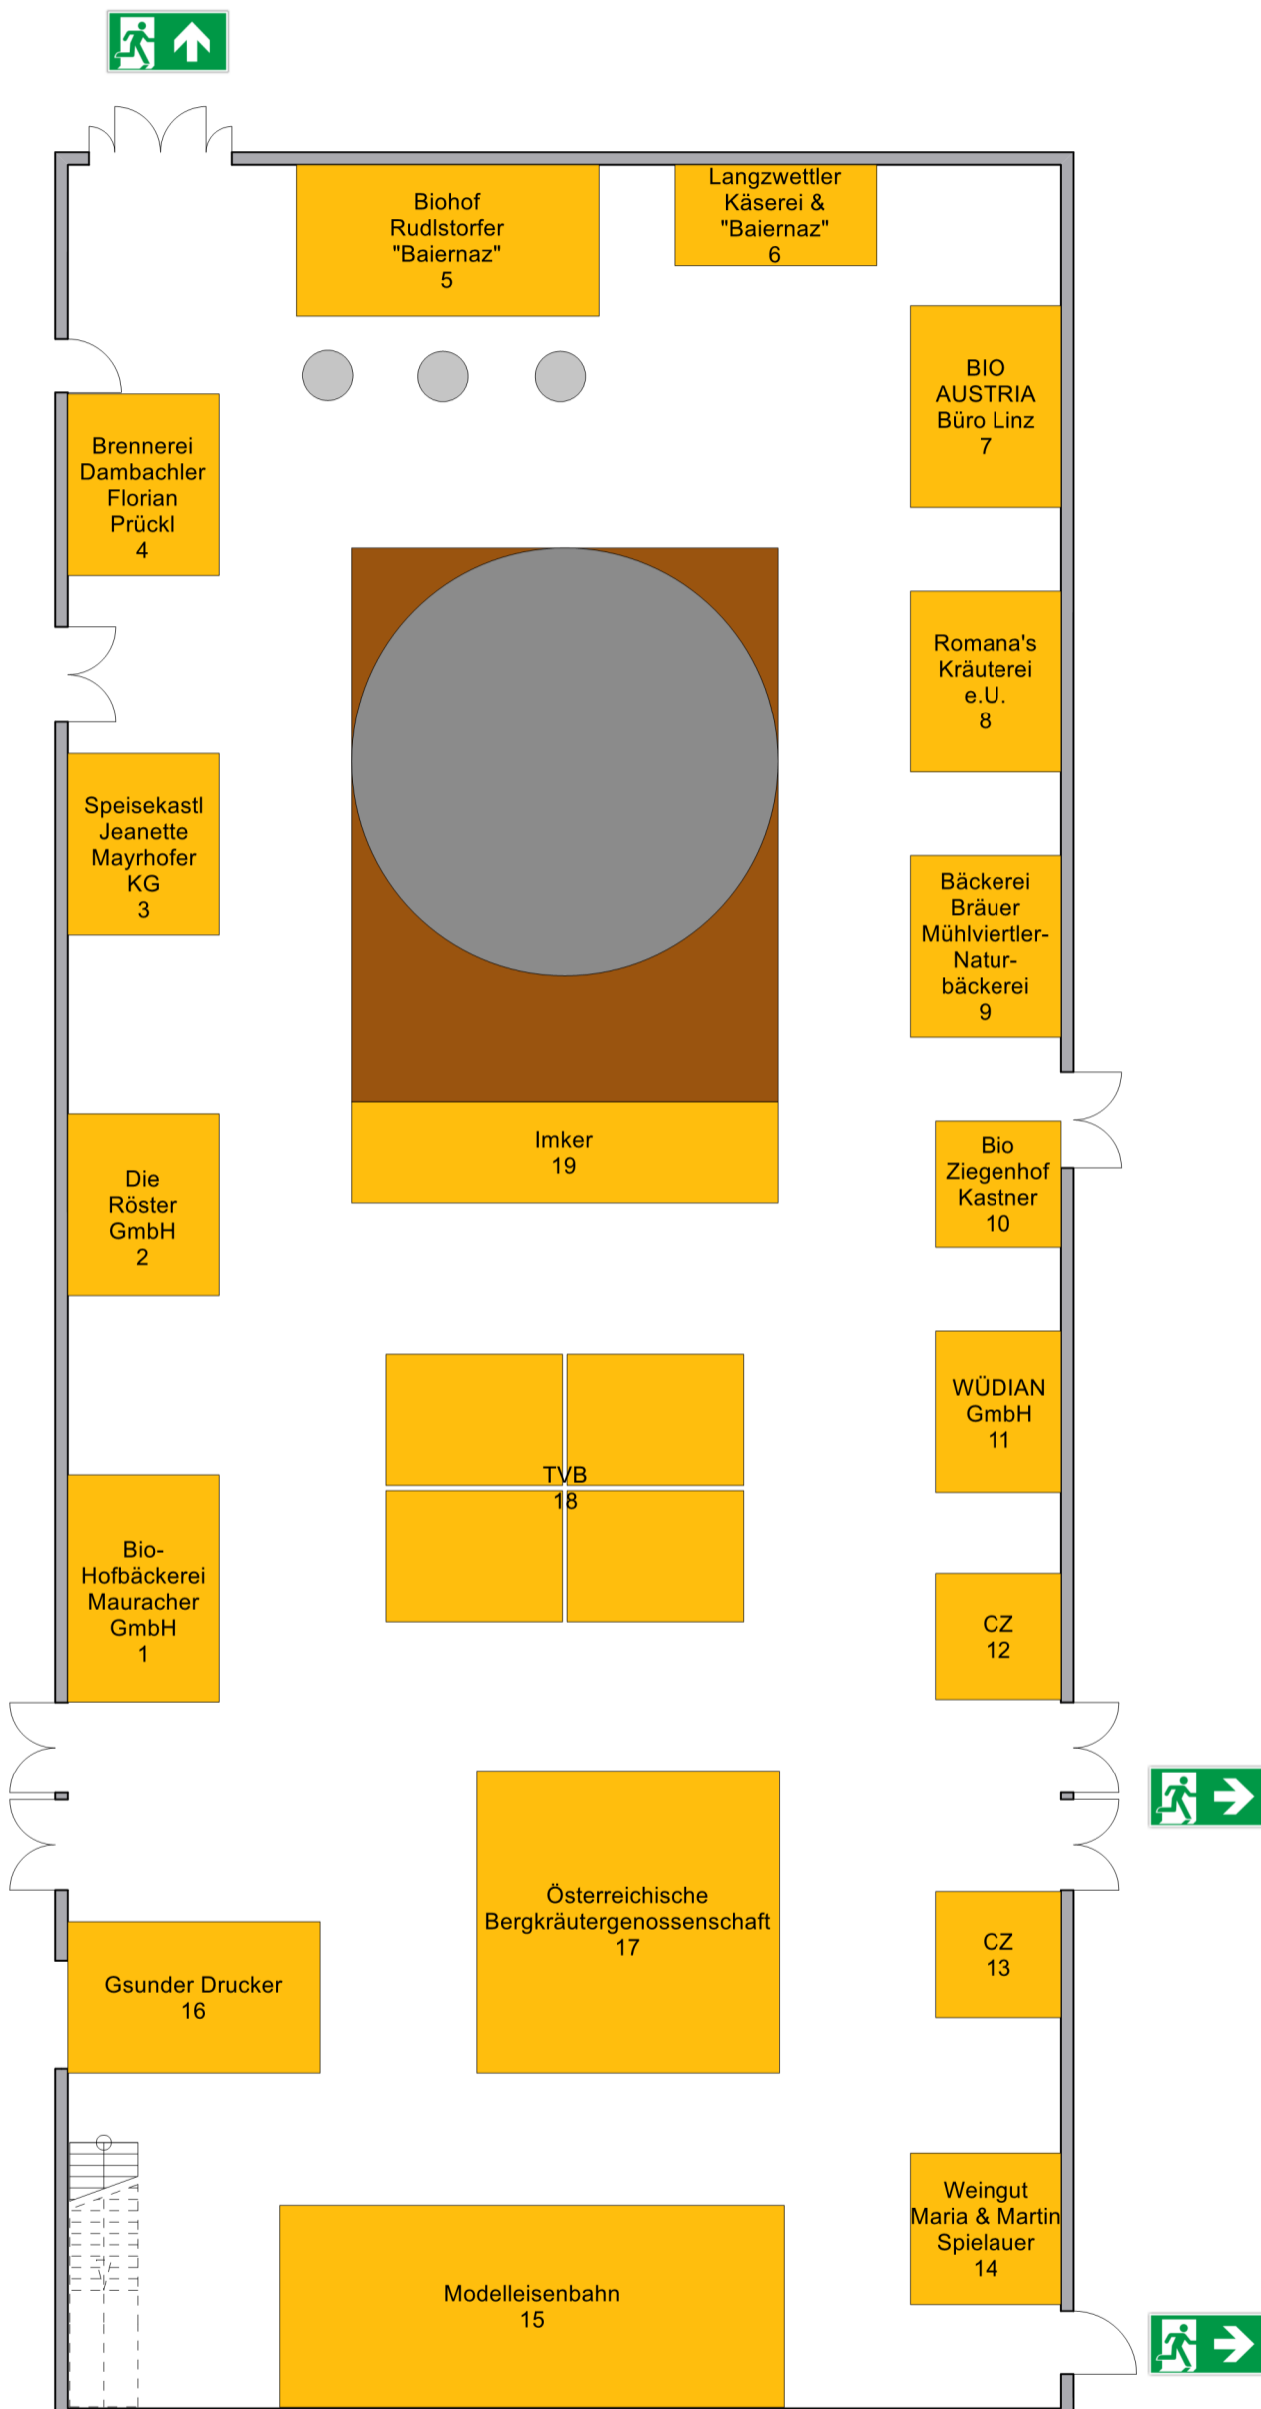 Biohof
Rudlstorfer
"Baiernaz"
5
Langzwettler
Käserei &
"Baiernaz"
6
BIO
AUSTRIA
Büro Linz
7
Brennerei
Dambachler
Florian
Prückl
4
Romana's
Kräuterei
e.U.
8
Speisekastl
Jeanette
Mayrhofer
KG
3
Bäckerei
Bräuer
Mühlviertler-
Natur-
bäckerei
9
Imker
19
Bio
Ziegenhof
Kastner
10
Die
Röster
GmbH
2
WÜDIAN
GmbH
11
TVB
18
Bio-
Hofbäckerei
Mauracher
GmbH
1
CZ
12
Österreichische
Bergkräutergenossenschaft
17
CZ
13
Gsunder Drucker
16
Weingut
Maria & Martin
Spielauer
14
Modelleisenbahn
15